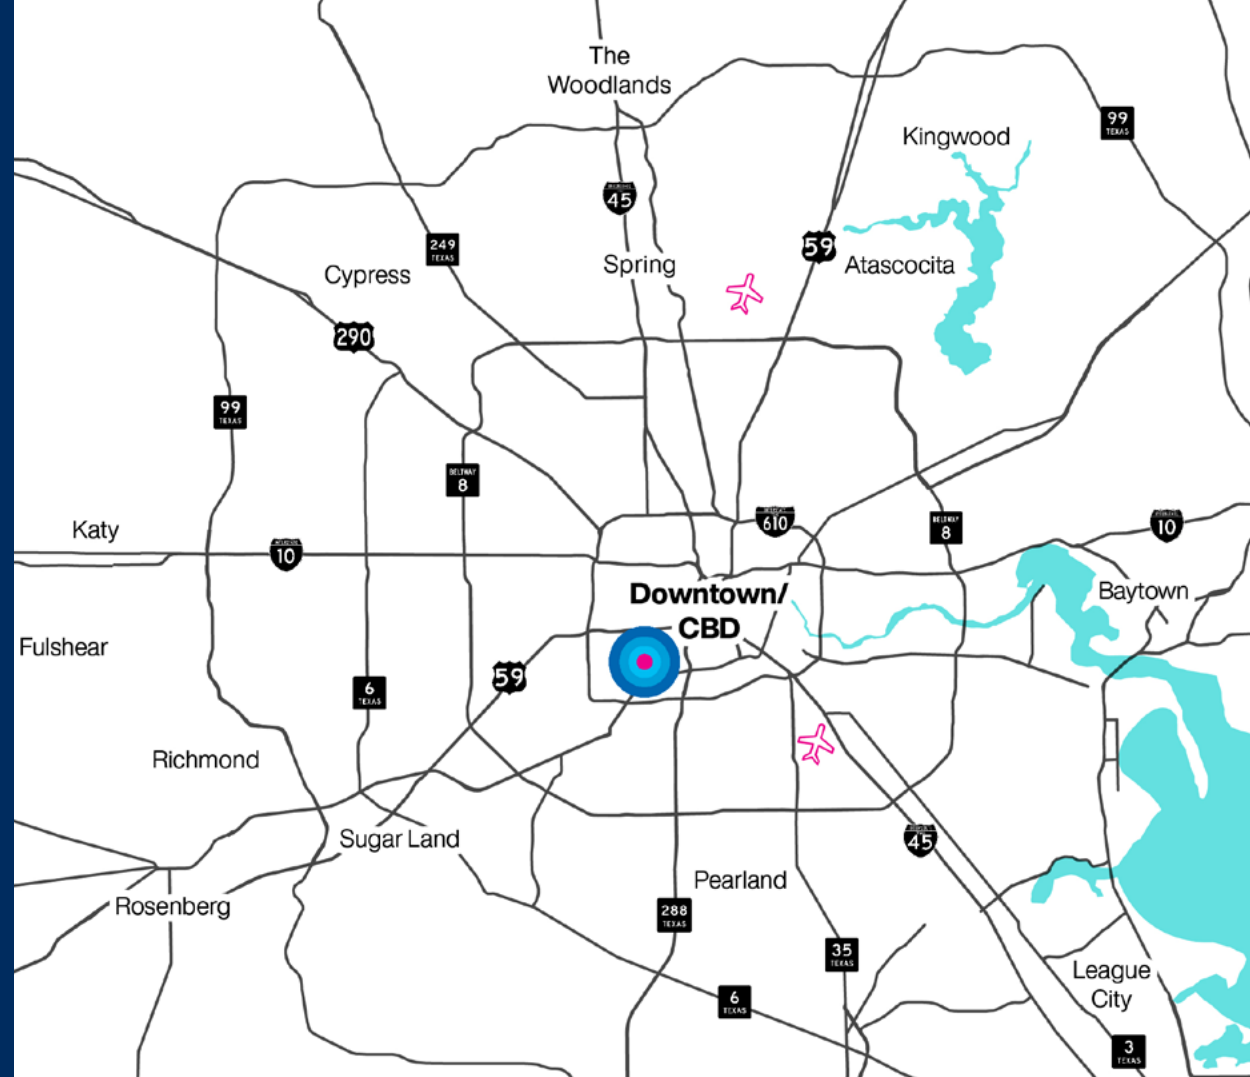 The
Woodlands
99
TEXAS
Kingwood
45
249
TEXAS
59
Spring
Atascocita
Cypress
290
99
TEXAS
BELTWAY
8
610
BELTWAY
8
10
Katy
10
Downtown/
CBD
Baytown
Fulshear
59
6
TEXAS
Richmond
Sugar Land
45
Pearland
Rosenberg
288
TEXAS
35
TEXAS
League
City
6
TEXAS
3
TEXAS